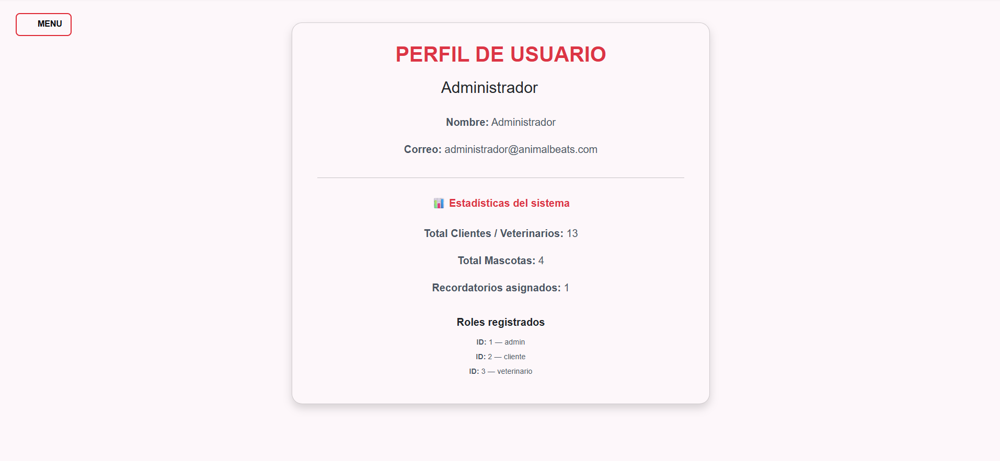 MENU
PERFIL DE USUARIO
Administrador
Nombre: Administrador
Correo: administrador@animalbeats.com
📊 Estadísticas del sistema
Total Clientes / Veterinarios: 13
Total Mascotas: 4
Recordatorios asignados: 1
Roles registrados
ID: 1 — admin
ID: 2 — cliente
ID: 3 — veterinario